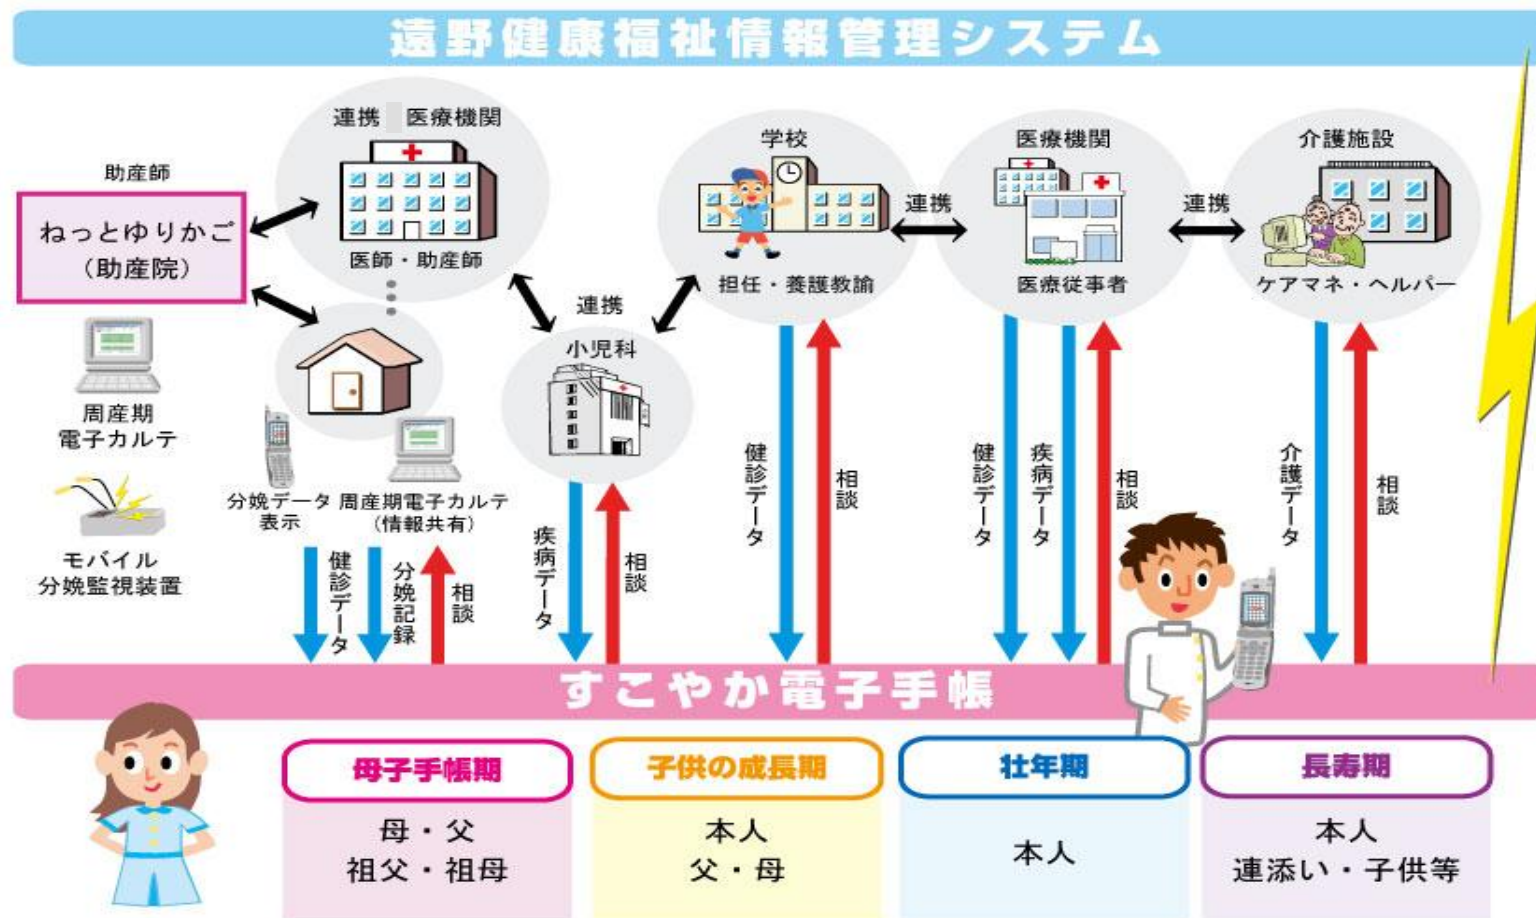 遠野健康福祉情報管理システム
連携 医療機関
医師・助産師
助産師
ねっとゆりかご
（助産院）
周産期
電子カルテ
モバイル
分娩監視装置
分娩データ
表示
周産期電子カルテ
（情報共有）
連携
小児科
学校
担任・養護教諭
連携
医療機関
医療従事者
連携
介護施設
ケアマネ・ヘルパー
健診データ
分娩記録
相談
疾病データ
相談
健診データ
相談
健診データ
疾病データ
相談
介護データ
相談
すこやか電子手帳
母子手帳期
母・父
祖父・祖母
子供の成長期
本人
父・母
壮年期
本人
長寿期
本人
連添い・子供等